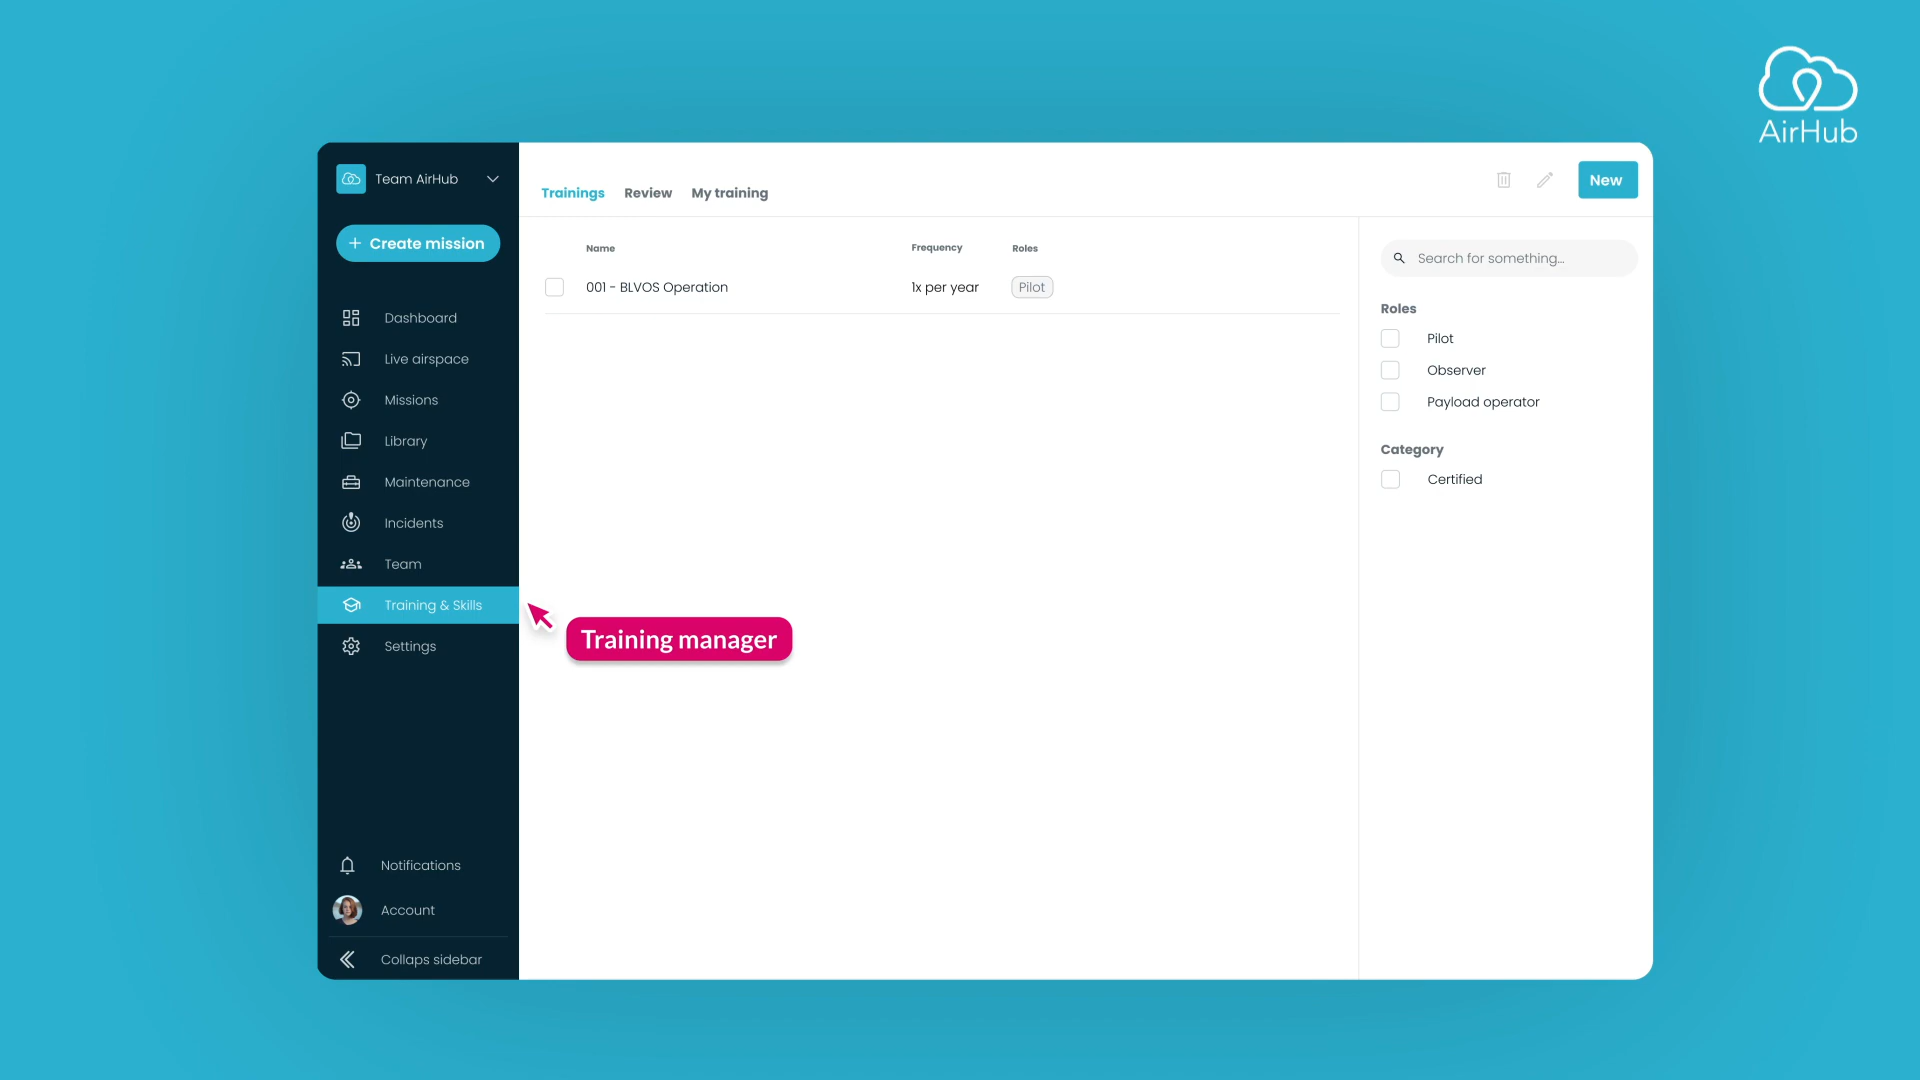 AirHub
Team AirHub
+ Create mission
Dashboard
Live airspace
Missions
Library
Maintenance
Incidents
Team
Training & Skills
Settings
Notifications
Account
Collaps sidebar
Trainings Review My training
New
Name Frequency Roles
001 - BLVOS Operation 1x per year Pilot
Training manager
Search for something...
Roles
Pilot
Observer
Payload operator
Category
Certified